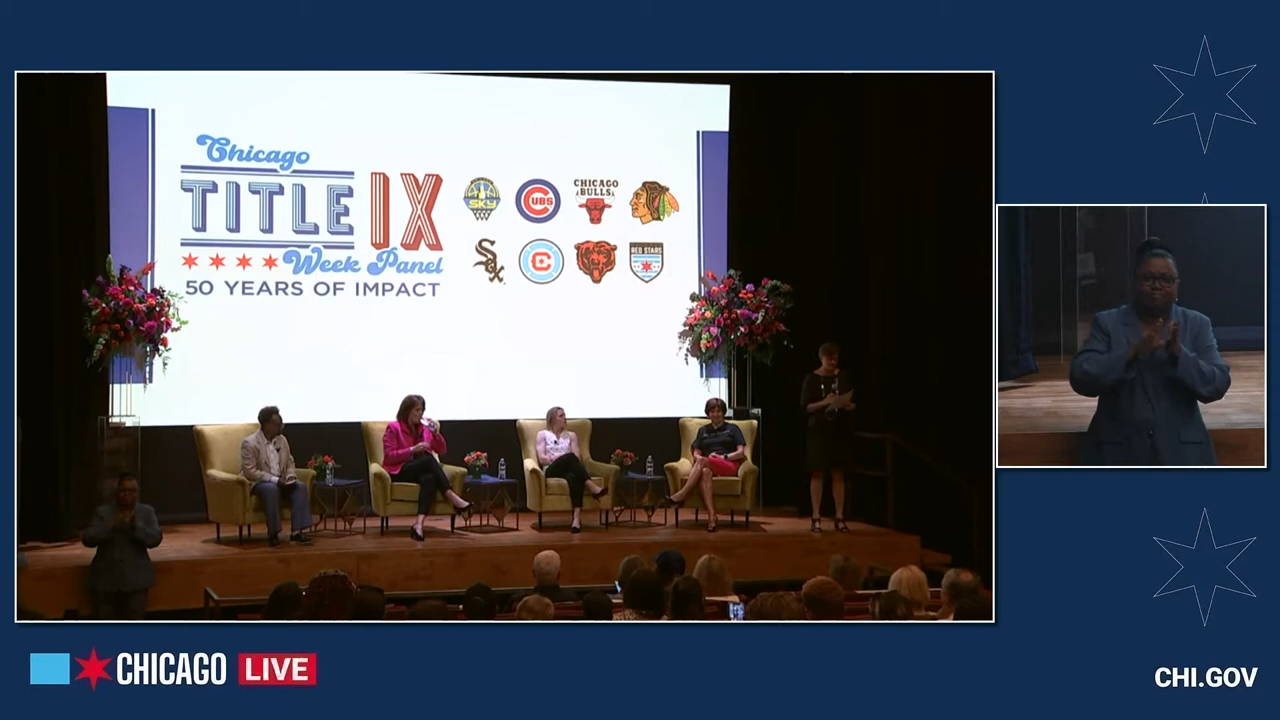 Chicago
TITLE IX
Week Panel
50 YEARS OF IMPACT
SKY
CUBS
CHICAGO
BULLS
Sox
C
RED STARS
CHICAGO LIVE
CHI.GOV